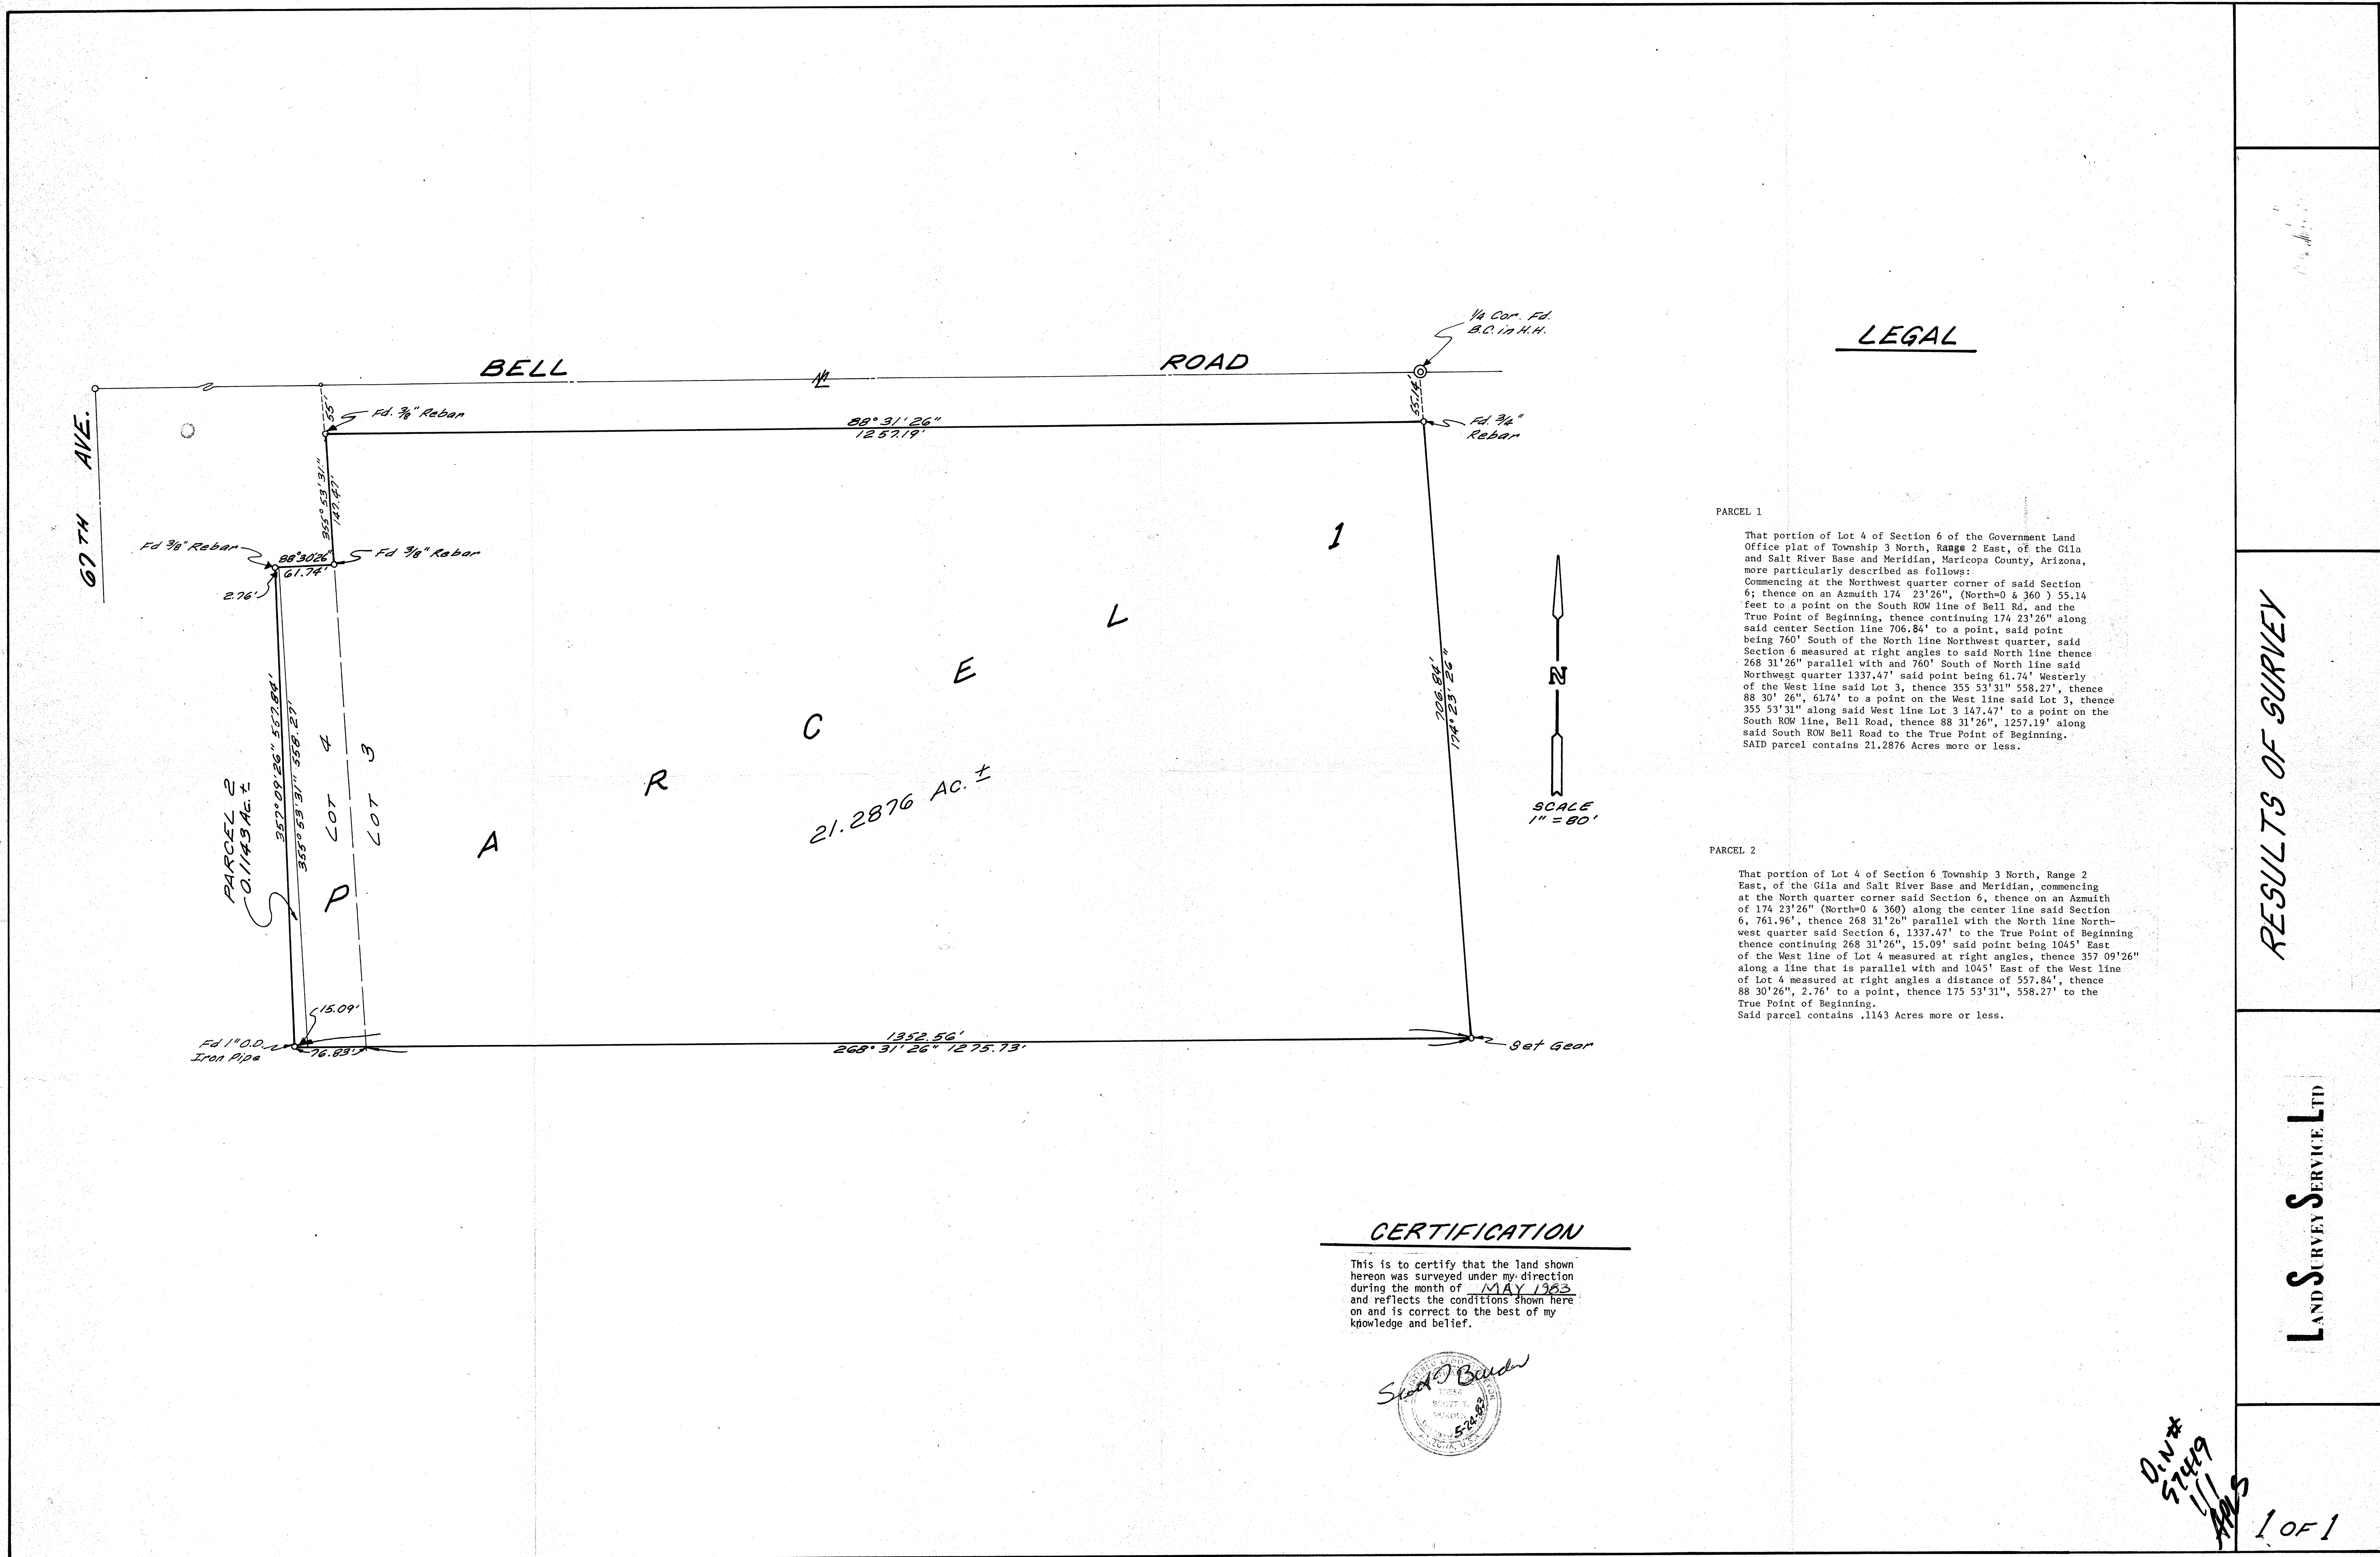 BELL ROAD
67TH AVE.
1/4 Cor. Fd.
B.C. in H.H.
55.14'
Fd. 3/4"
Rebar
55'
Fd. 3/8" Rebar
88° 31' 26"
1257.19'
355° 53' 31"
147.47'
Fd 3/8" Rebar
88°30'26"
61.74'
Fd 3/8" Rebar
2.76'
357° 09' 26" 557.84'
355° 53' 31" 558.27'
PARCEL 2
0.1143 Ac. ±
LOT 4
LOT 3
P A R C E L 1
21.2876 AC. ±
706.84'
174° 23' 26"
15.09'
Fd 1" O.D.
Iron Pipe
76.83'
1352.56'
268° 31' 26" 1275.73'
Set Gear
N
SCALE
1" = 80'
LEGAL
PARCEL 1
That portion of Lot 4 of Section 6 of the Government Land
Office plat of Township 3 North, Range 2 East, of the Gila
and Salt River Base and Meridian, Maricopa County, Arizona,
more particularly described as follows:
Commencing at the Northwest quarter corner of said Section
6; thence on an Azmuith 174 23'26", (North=0 & 360 ) 55.14
feet to a point on the South ROW line of Bell Rd. and the
True Point of Beginning, thence continuing 174 23'26" along
said center Section line 706.84' to a point, said point
being 760' South of the North line Northwest quarter, said
Section 6 measured at right angles to said North line thence
268 31'26" parallel with and 760' South of North line said
Northwest quarter 1337.47' said point being 61.74' Westerly
of the West line said Lot 3, thence 355 53'31" 558.27', thence
88 30' 26", 61.74' to a point on the West line said Lot 3, thence
355 53'31" along said West line Lot 3 147.47' to a point on the
South ROW line, Bell Road, thence 88 31'26", 1257.19' along
said South ROW Bell Road to the True Point of Beginning.
SAID parcel contains 21.2876 Acres more or less.
PARCEL 2
That portion of Lot 4 of Section 6 Township 3 North, Range 2
East, of the Gila and Salt River Base and Meridian, commencing
at the North quarter corner said Section 6, thence on an Azmuith
of 174 23'26" (North=0 & 360) along the center line said Section
6, 761.96', thence 268 31'26" parallel with the North line North-
west quarter said Section 6, 1337.47' to the True Point of Beginning
thence continuing 268 31'26", 15.09' said point being 1045' East
of the West line of Lot 4 measured at right angles, thence 357 09'26"
along a line that is parallel with and 1045' East of the West line
of Lot 4 measured at right angles a distance of 557.84', thence
88 30'26", 2.76' to a point, thence 175 53'31", 558.27' to the
True Point of Beginning.
Said parcel contains .1143 Acres more or less.
CERTIFICATION
This is to certify that the land shown
hereon was surveyed under my direction
during the month of MAY 1983
and reflects the conditions shown here
on and is correct to the best of my
knowledge and belief.
SCOTT T.
5-24-83
RESULTS OF SURVEY
LAND SURVEY SERVICE LTD
D.N #
57419
1/1
1 OF 1